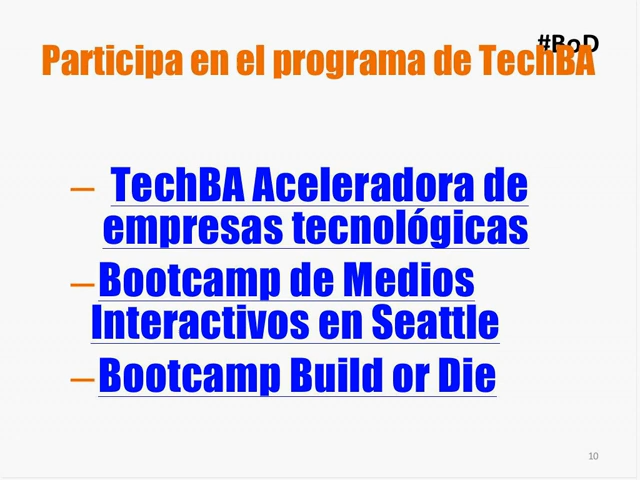 #BoD
Participa en el programa de TechBA
– TechBA Aceleradora de
empresas tecnológicas
– Bootcamp de Medios
Interactivos en Seattle
– Bootcamp Build or Die
10